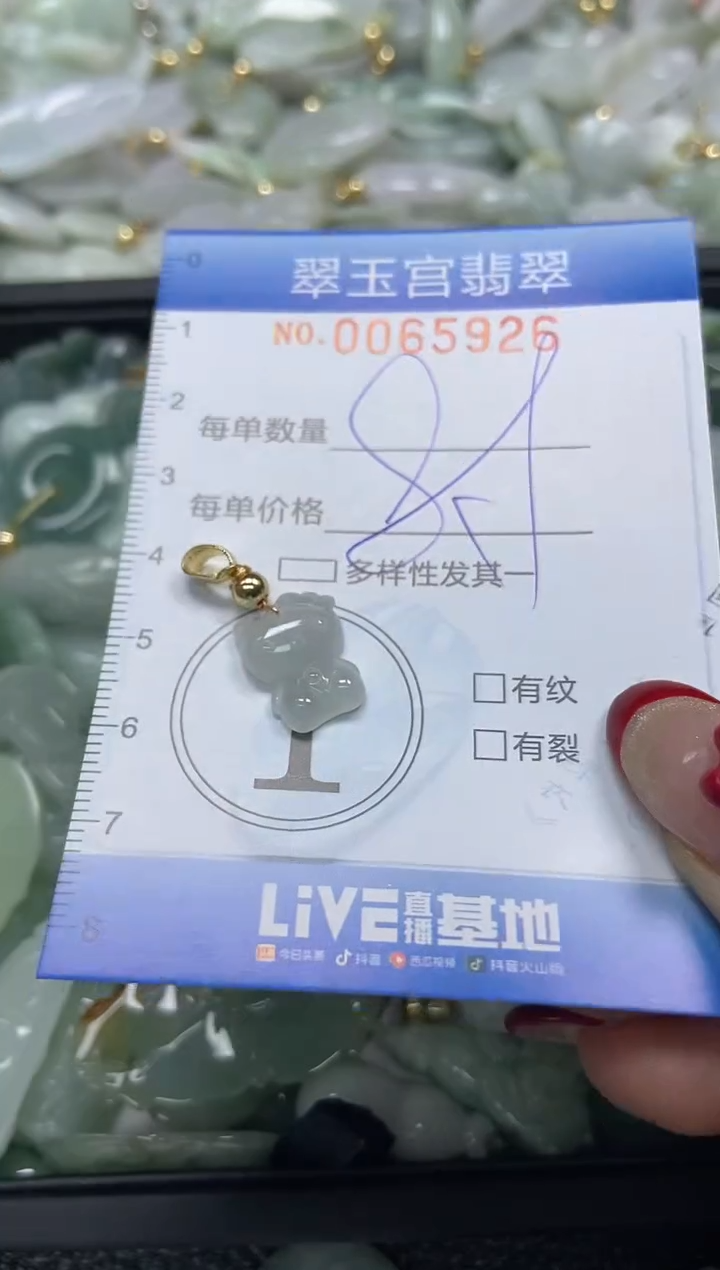 0
翠玉宫翡翠
1
NO.0065926
2
每单数量
3
每单价格
4
多样性发其一
5
有纹
6
有裂
7
LiVE直播基地
8
今日头条 抖音 西瓜视频 抖音火山版